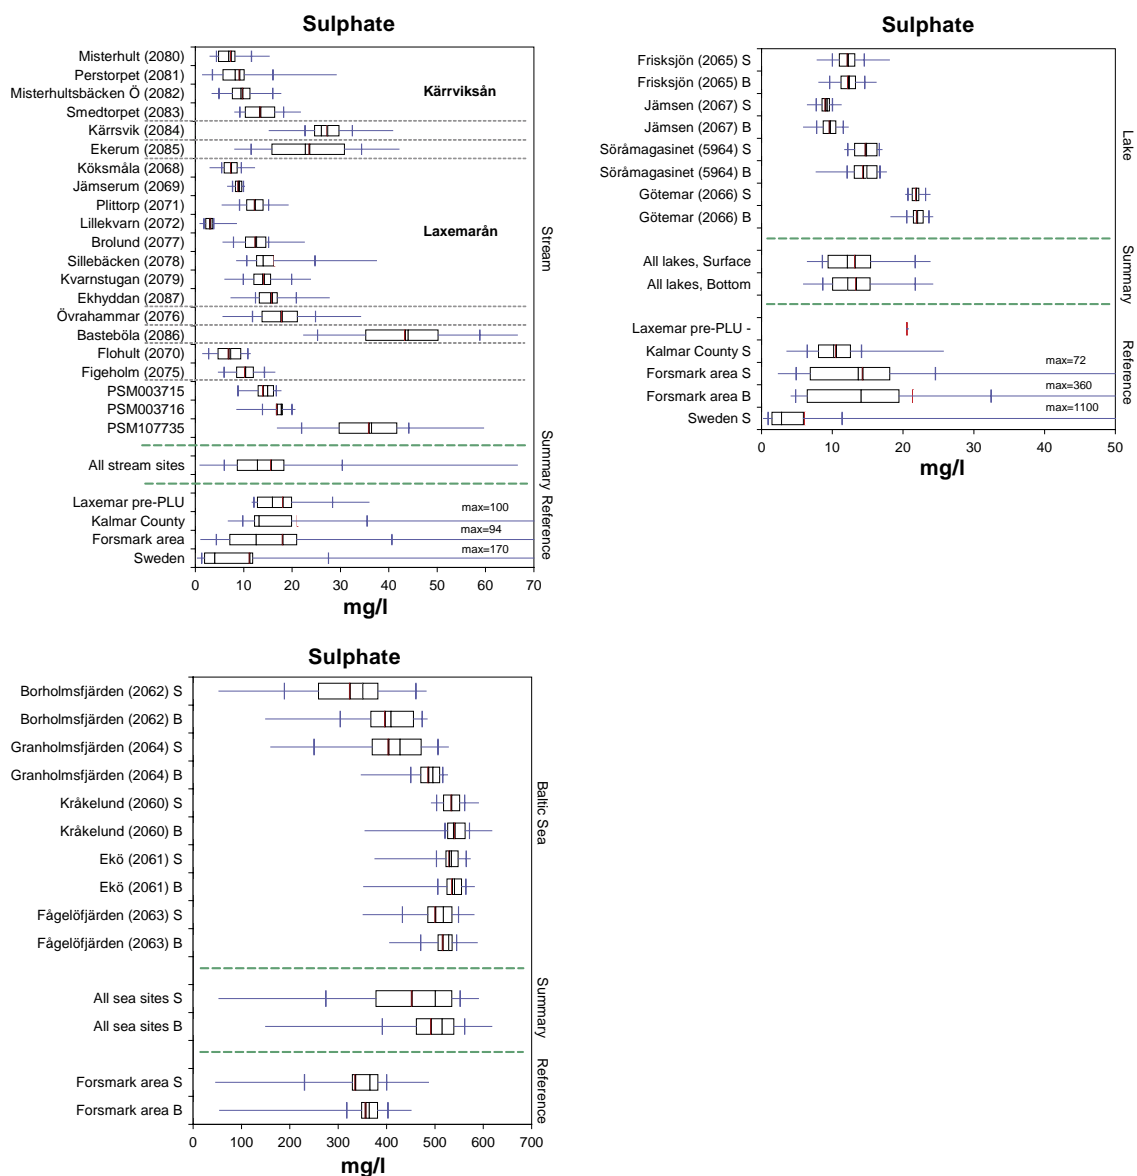 Sulphate
Misterhult (2080)
Perstorpet (2081)
Misterhultsbäcken Ö (2082)
Kärrviksån
Smedtorpet (2083)
Kärrsvik (2084)
Ekerum (2085)
Köksmåla (2068)
Jämserum (2069)
Plittorp (2071)
Lillekvarn (2072)
Laxemarån
Brolund (2077)
Sillebäcken (2078)
Kvarnstugan (2079)
Ekhyddan (2087)
Övrahammar (2076)
Basteböla (2086)
Flohult (2070)
Figeholm (2075)
PSM003715
PSM003716
PSM107735
All stream sites
Laxemar pre-PLU
max=100
Kalmar County
max=94
Forsmark area
max=170
Sweden
Stream
Summary
Reference
0 10 20 30 40 50 60 70
mg/l
Sulphate
Frisksjön (2065) S
Frisksjön (2065) B
Jämsen (2067) S
Jämsen (2067) B
Söråmagasinet (5964) S
Söråmagasinet (5964) B
Götemar (2066) S
Götemar (2066) B
All lakes, Surface
All lakes, Bottom
Laxemar pre-PLU -
Kalmar County S
max=72
Forsmark area S
max=360
Forsmark area B
max=1100
Sweden S
Lake
Summary
Reference
0 10 20 30 40 50
mg/l
Sulphate
Borholmsfjärden (2062) S
Borholmsfjärden (2062) B
Granholmsfjärden (2064) S
Granholmsfjärden (2064) B
Kråkelund (2060) S
Kråkelund (2060) B
Ekö (2061) S
Ekö (2061) B
Fågelöfjärden (2063) S
Fågelöfjärden (2063) B
All sea sites S
All sea sites B
Forsmark area S
Forsmark area B
Baltic Sea
Summary
Reference
0 100 200 300 400 500 600 700
mg/l